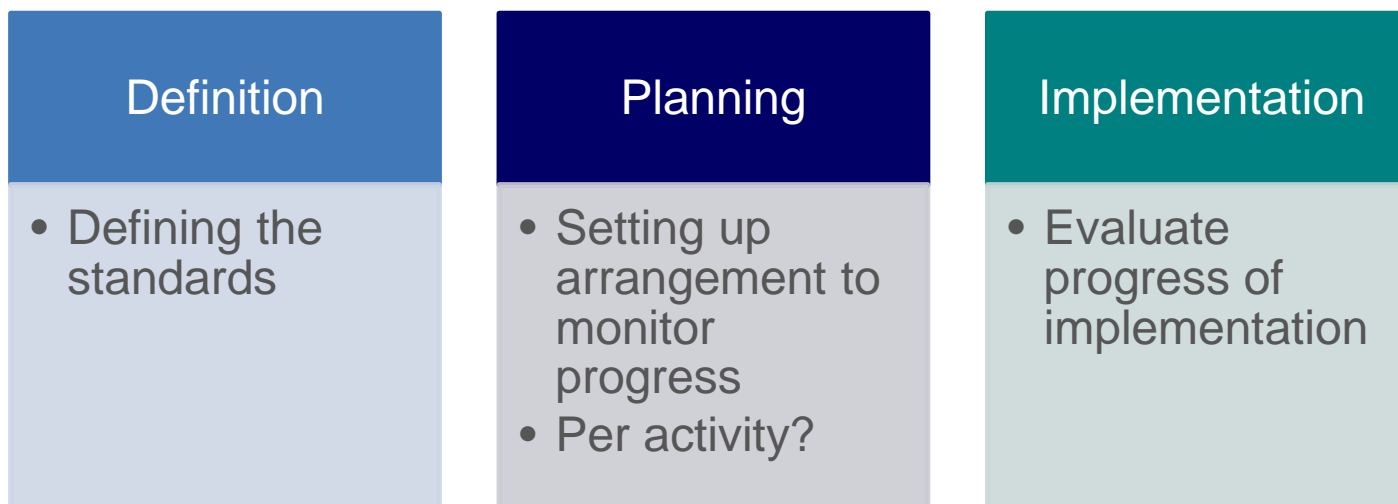 Definition
• Defining the
standards
Planning
• Setting up
arrangement to
monitor
progress
• Per activity?
Implementation
• Evaluate
progress of
implementation